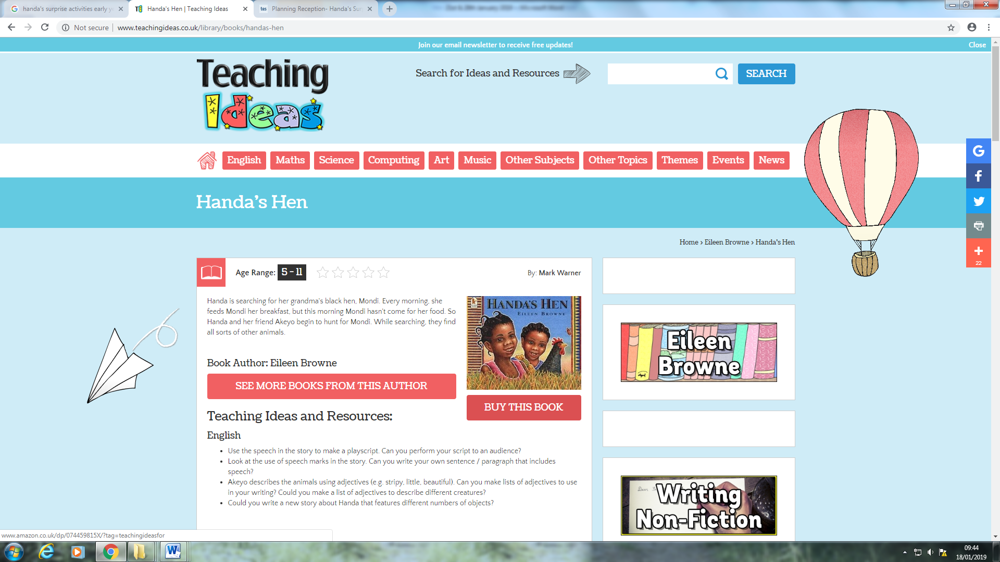 handa's surprise activities early y
Handa's Hen | Teaching Ideas
tes Planning Reception- Handa's Su
Not secure | www.teachingideas.co.uk/library/books/handas-hen
Join our email newsletter to receive free updates!
Close
Teaching
Ideas
Search for Ideas and Resources
SEARCH
English Maths Science Computing Art Music Other Subjects Other Topics Themes Events News
Handa's Hen
Home > Eileen Browne > Handa's Hen
Age Range: 5 - 11
By: Mark Warner
22
Handa is searching for her grandma's black hen, Mondi. Every morning, she
feeds Mondi her breakfast, but this morning Mondi hasn't come for her food. So
Handa and her friend Akeyo begin to hunt for Mondi. While searching, they find
all sorts of other animals.
HANDA'S HEN
EILEEN BROWNE
Book Author: Eileen Browne
SEE MORE BOOKS FROM THIS AUTHOR
BUY THIS BOOK
Eileen
Browne
Teaching Ideas and Resources:
English
• Use the speech in the story to make a playscript. Can you perform your script to an audience?
• Look at the use of speech marks in the story. Can you write your own sentence / paragraph that includes
speech?
• Akeyo describes the animals using adjectives (e.g. stripy, little, beautiful). Can you make lists of adjectives to use
in your writing? Could you make a list of adjectives to describe different creatures?
• Could you write a new story about Handa that features different numbers of objects?
Dear
Writing
Non-Fiction
www.amazon.co.uk/dp/074459815X/?tag=teachingideasfor
09:44
18/01/2019